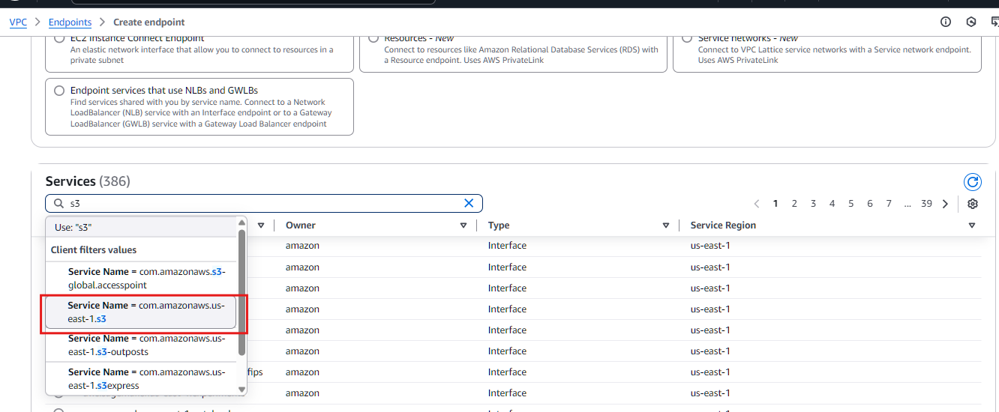 VPC > Endpoints > Create endpoint
EC2 Instance Connect Endpoint
An elastic network interface that allow you to connect to resources in a
private subnet
Resources - New
Connect to resources like Amazon Relational Database Services (RDS) with
a Resource endpoint. Uses AWS PrivateLink
Service networks - New
Connect to VPC Lattice service networks with a Service network endpoint.
Uses AWS PrivateLink
Endpoint services that use NLBs and GWLBs
Find services shared with you by service name. Connect to a Network
LoadBalancer (NLB) service with an Interface endpoint or to a Gateway
LoadBalancer (GWLB) service with a Gateway Load Balancer endpoint
Services (386)
s3
1 2 3 4 5 6 7 ... 39
Use: "s3"
Client filters values
Service Name = com.amazonaws.s3-
global.accesspoint
Service Name = com.amazonaws.us-
east-1.s3
Service Name = com.amazonaws.us-
east-1.s3-outposts
Service Name = com.amazonaws.us-
east-1.s3express
Owner Type Service Region
amazon Interface us-east-1
amazon Interface us-east-1
amazon Interface us-east-1
amazon Interface us-east-1
amazon Interface us-east-1
amazon Interface us-east-1
fips amazon Interface us-east-1
amazon Interface us-east-1
amazon Interface us-east-1